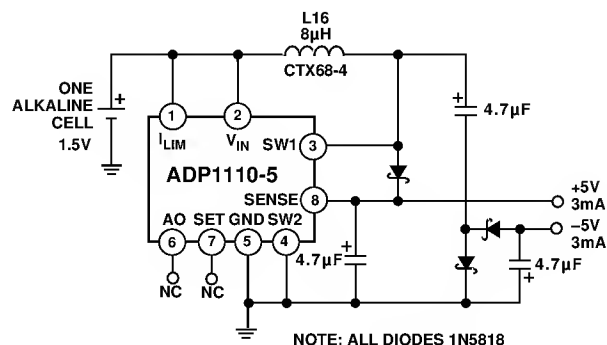 L16
8μH
CTX68-4
ONE
ALKALINE
CELL
1.5V
+
+
4.7μF
1
2
ILIM
VIN
SW1
3
ADP1110-5
SENSE
8
+5V
3mA
AO
SET
GND
SW2
6
7
5
4
+
4.7μF
–5V
3mA
4.7μF
+
NC
NC
NOTE: ALL DIODES 1N5818